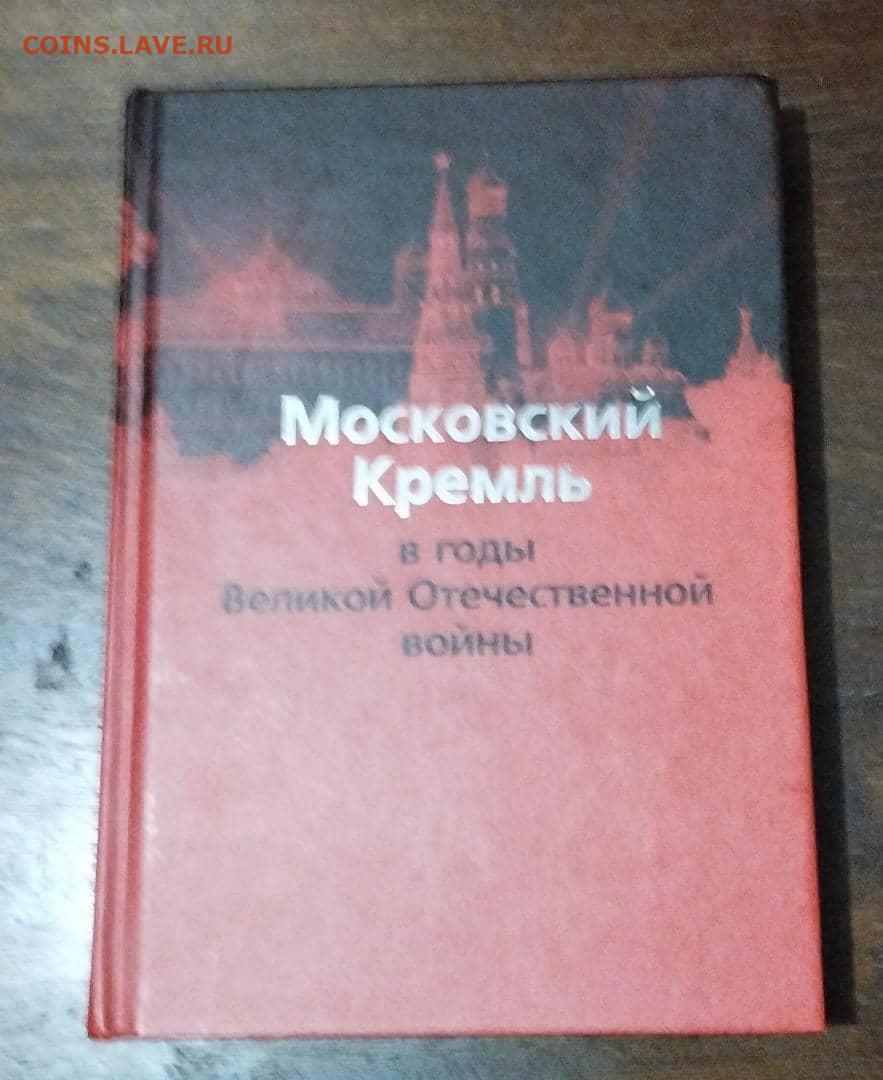 COINS.LAVE.RU
Московский
Кремль
в годы
Великой Отечественной
войны